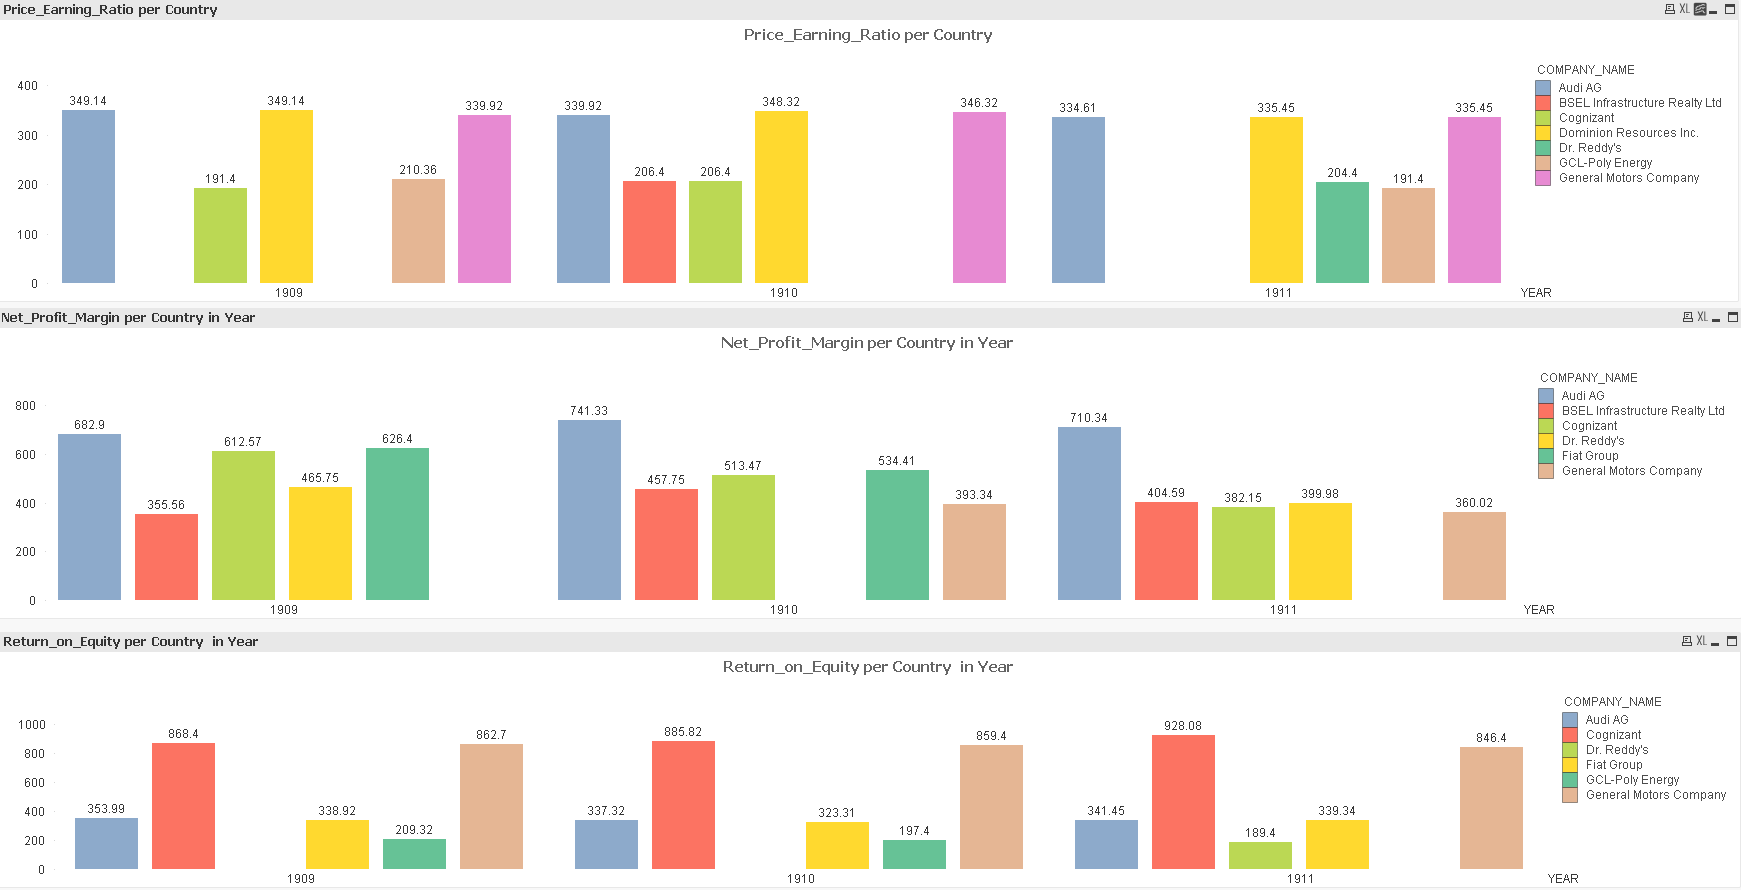 Price_Earning_Ratio per Country
XL
Price_Earning_Ratio per Country
COMPANY_NAME
Audi AG
BSEL Infrastructure Realty Ltd
Cognizant
Dominion Resources Inc.
Dr. Reddy's
GCL-Poly Energy
General Motors Company
400
300
200
100
0
349.14
191.4
349.14
210.36
339.92
339.92
206.4
206.4
348.32
346.32
334.61
335.45
204.4
191.4
335.45
1909
1910
1911
YEAR
Net_Profit_Margin per Country in Year
XL
Net_Profit_Margin per Country in Year
COMPANY_NAME
Audi AG
BSEL Infrastructure Realty Ltd
Cognizant
Dr. Reddy's
Fiat Group
General Motors Company
800
600
400
200
0
682.9
355.56
612.57
465.75
626.4
741.33
457.75
513.47
534.41
393.34
710.34
404.59
382.15
399.98
360.02
1909
1910
1911
YEAR
Return_on_Equity per Country  in Year
XL
Return_on_Equity per Country  in Year
COMPANY_NAME
Audi AG
Cognizant
Dr. Reddy's
Fiat Group
GCL-Poly Energy
General Motors Company
1000
800
600
400
200
0
353.99
868.4
338.92
209.32
862.7
337.32
885.82
323.31
197.4
859.4
341.45
928.08
189.4
339.34
846.4
1909
1910
1911
YEAR